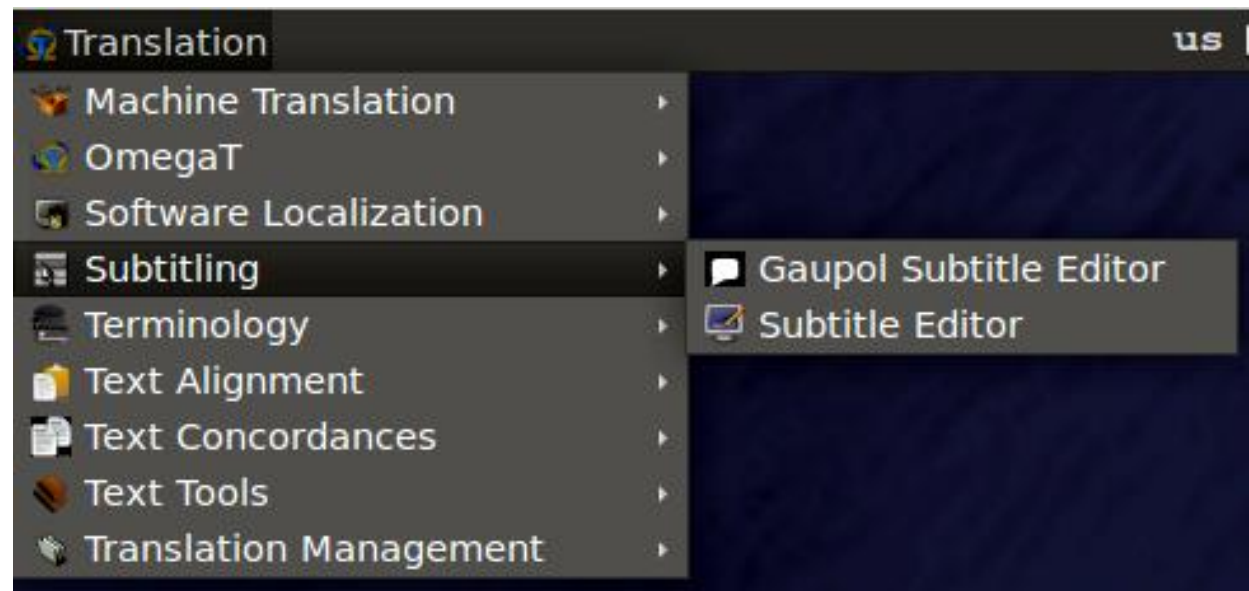 Translation
us
Machine Translation
OmegaT
Software Localization
Subtitling
Gaupol Subtitle Editor
Terminology
Subtitle Editor
Text Alignment
Text Concordances
Text Tools
Translation Management